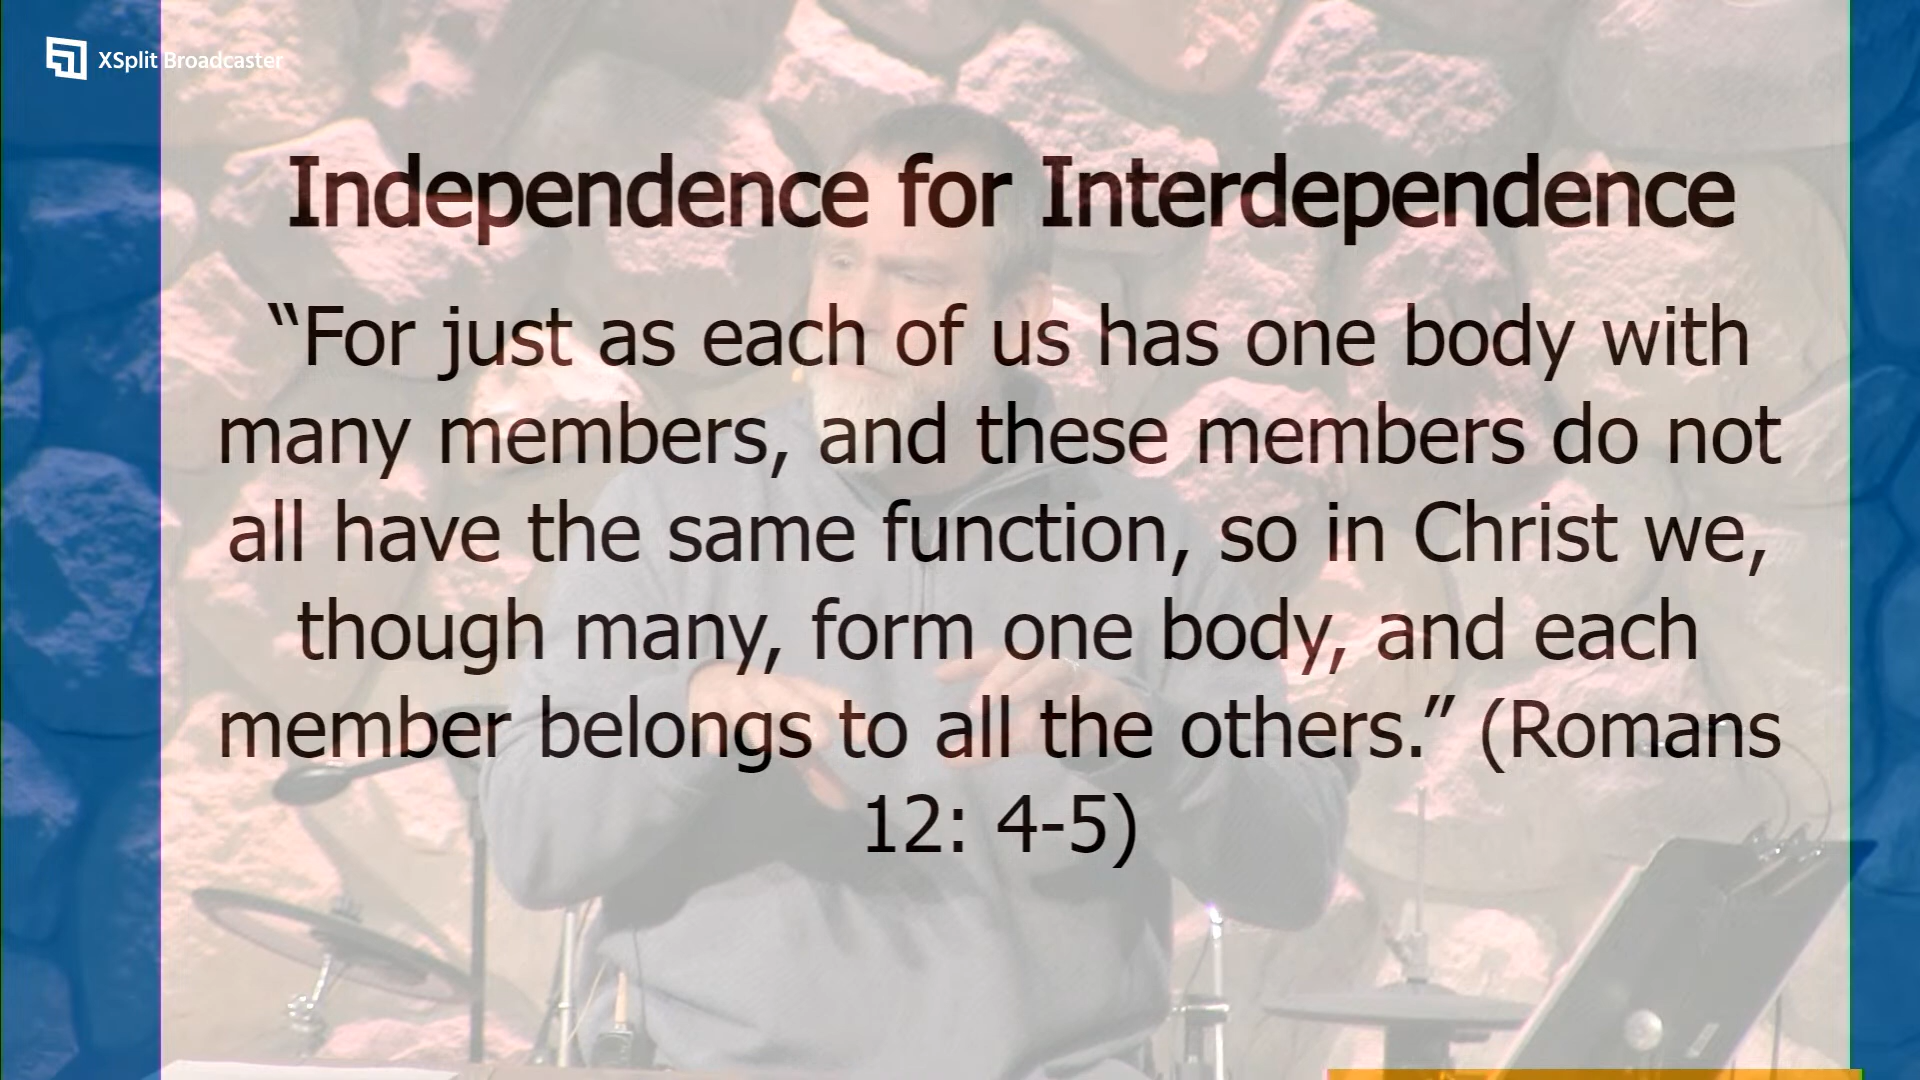 XSplit Broadcaster
Independence for Interdependence
“For just as each of us has one body with
many members, and these members do not
all have the same function, so in Christ we,
though many, form one body, and each
member belongs to all the others.” (Romans
12: 4-5)